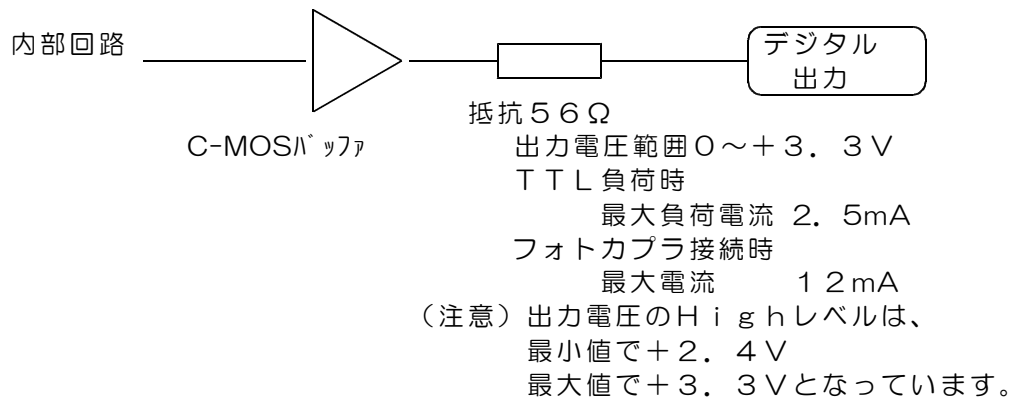 内部回路
デジタル
出力
抵抗56Ω
C-MOSバッファ
出力電圧範囲0~+3.3V
TTL負荷時
最大負荷電流 2.5mA
フォトカプラ接続時
最大電流 12mA
(注意)出力電圧のHighレベルは、
最小値で+2.4V
最大値で+3.3Vとなっています。